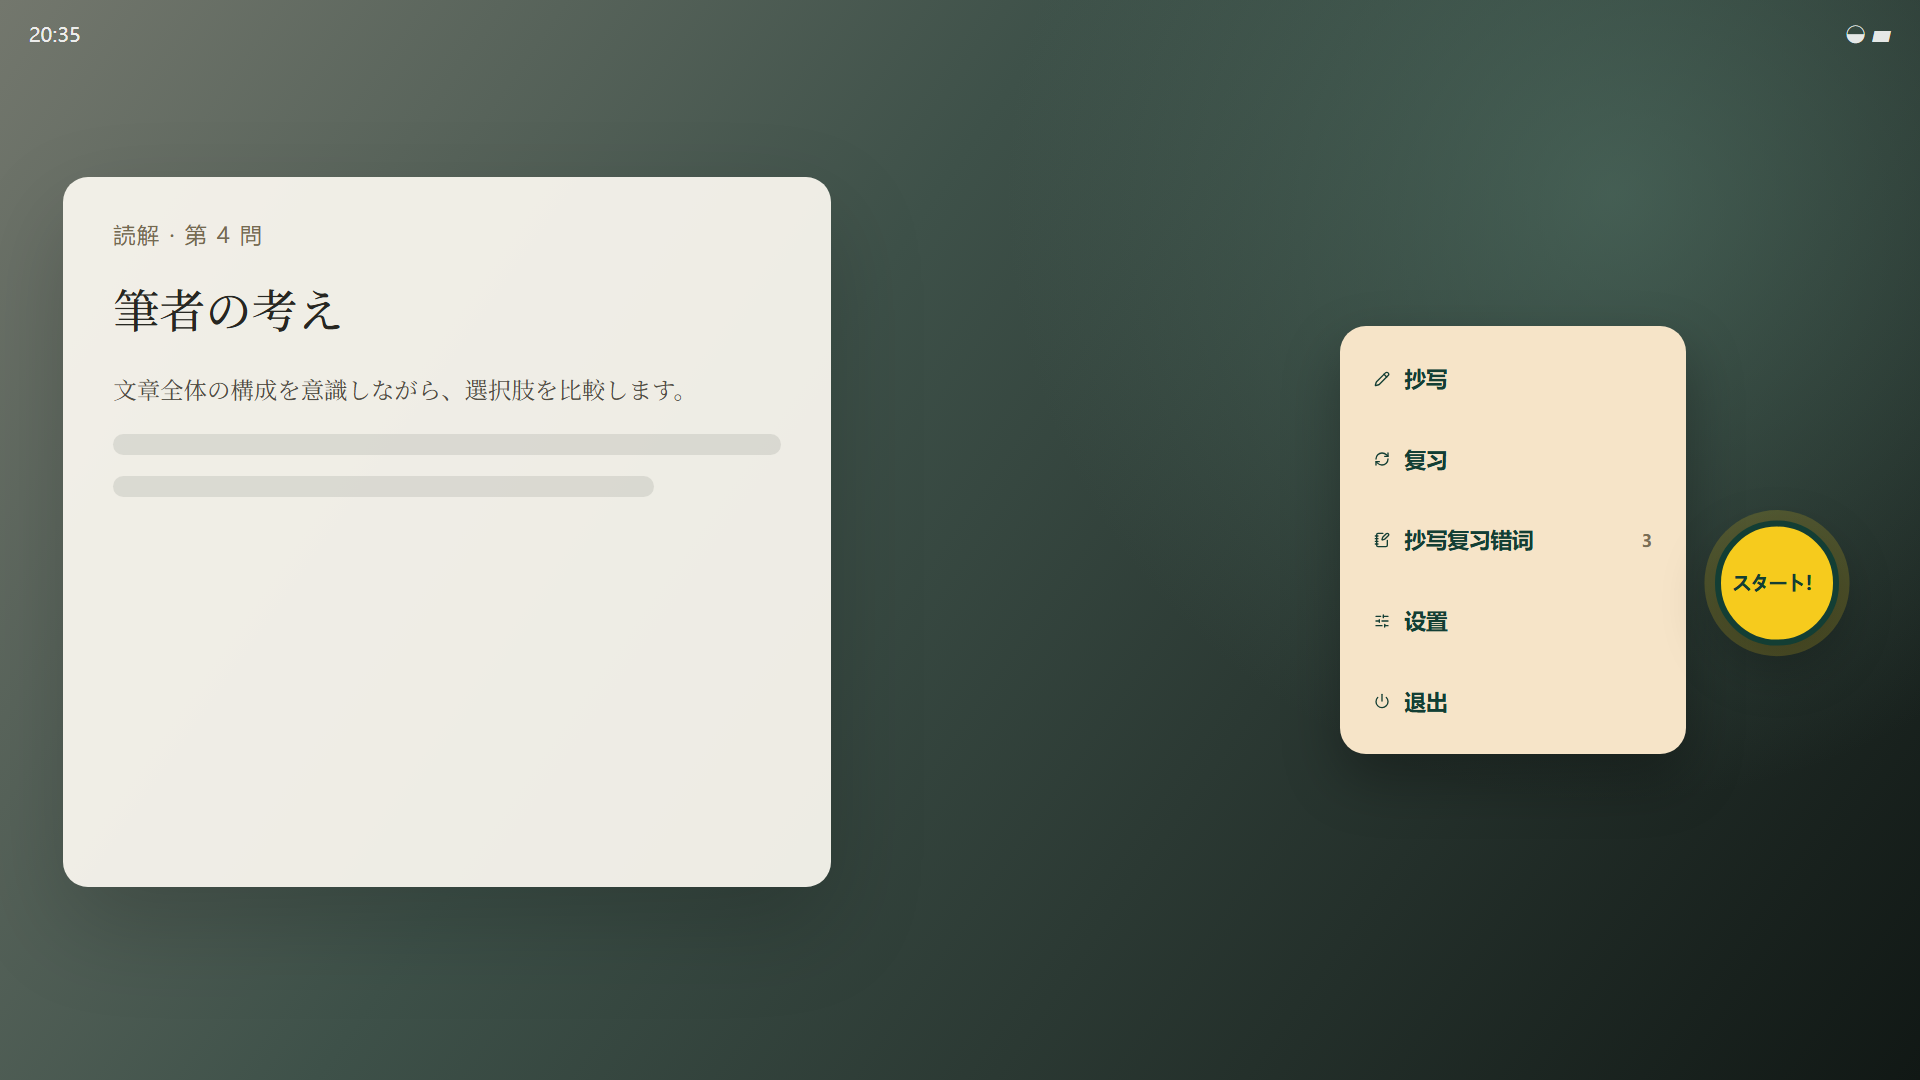 20:35
読解 · 第 4 問
筆者の考え
文章全体の構成を意識しながら、選択肢を比較します。
抄写
复习
抄写复习错词 3
设置
退出
スタート!